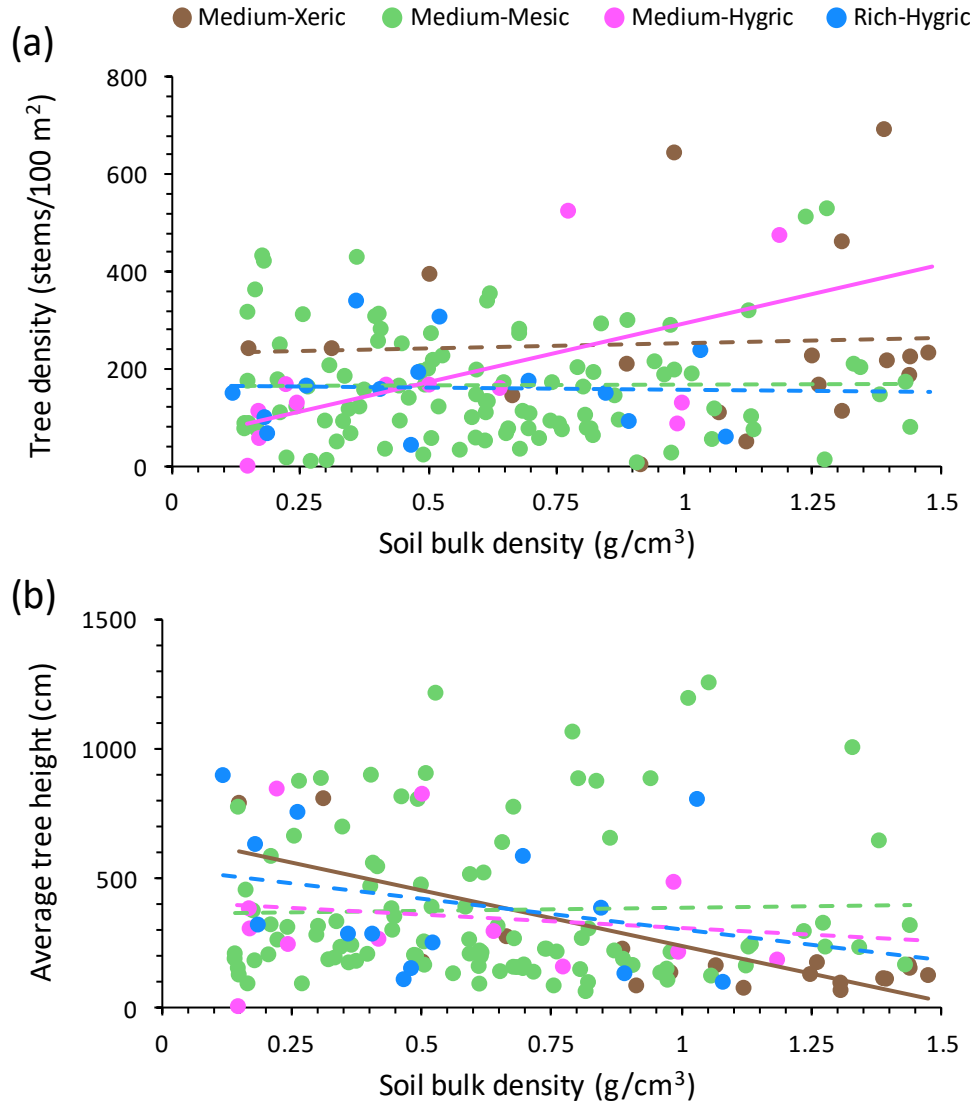 Medium-Xeric Medium-Mesic Medium-Hygric Rich-Hygric
(a)
Tree density (stems/100 m²)
800
600
400
200
0
0 0.25 0.5 0.75 1 1.25 1.5
Soil bulk density (g/cm³)
(b)
Average tree height (cm)
1500
1000
500
0
0 0.25 0.5 0.75 1 1.25 1.5
Soil bulk density (g/cm³)